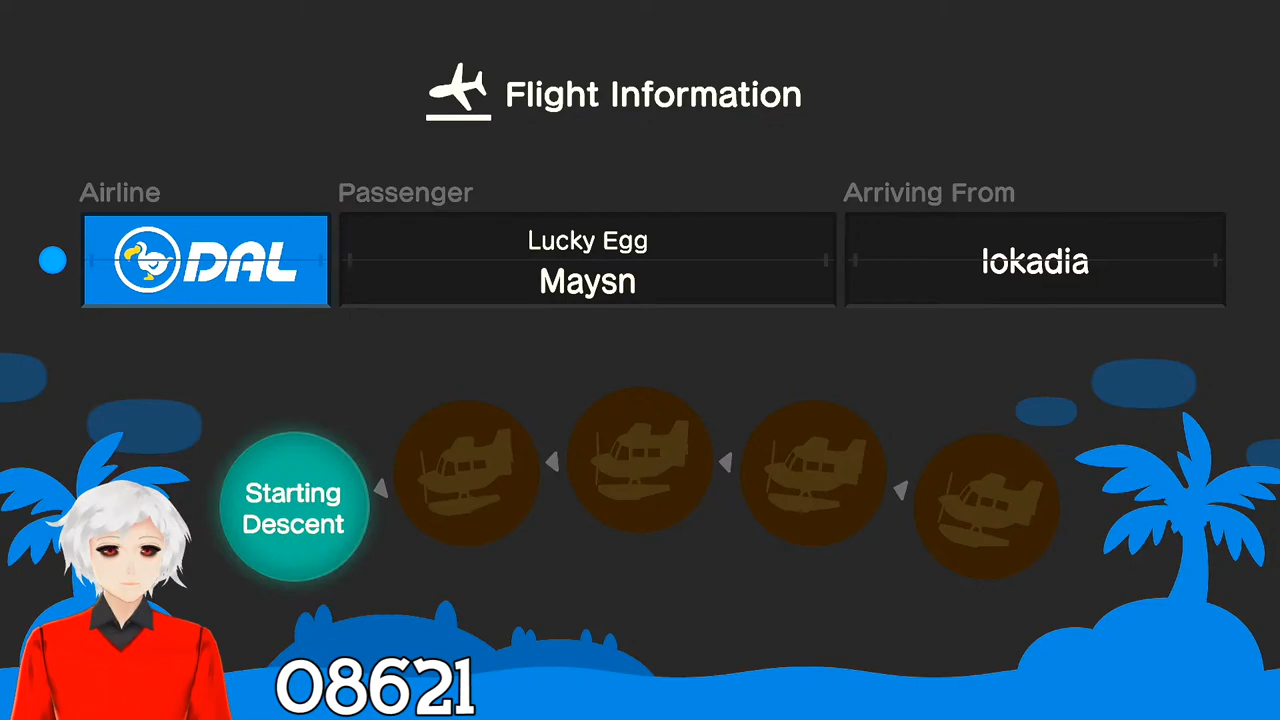 Flight Information
Airline
Passenger
Arriving From
DAL
Lucky Egg
Maysn
lokadia
Starting
Descent
08621